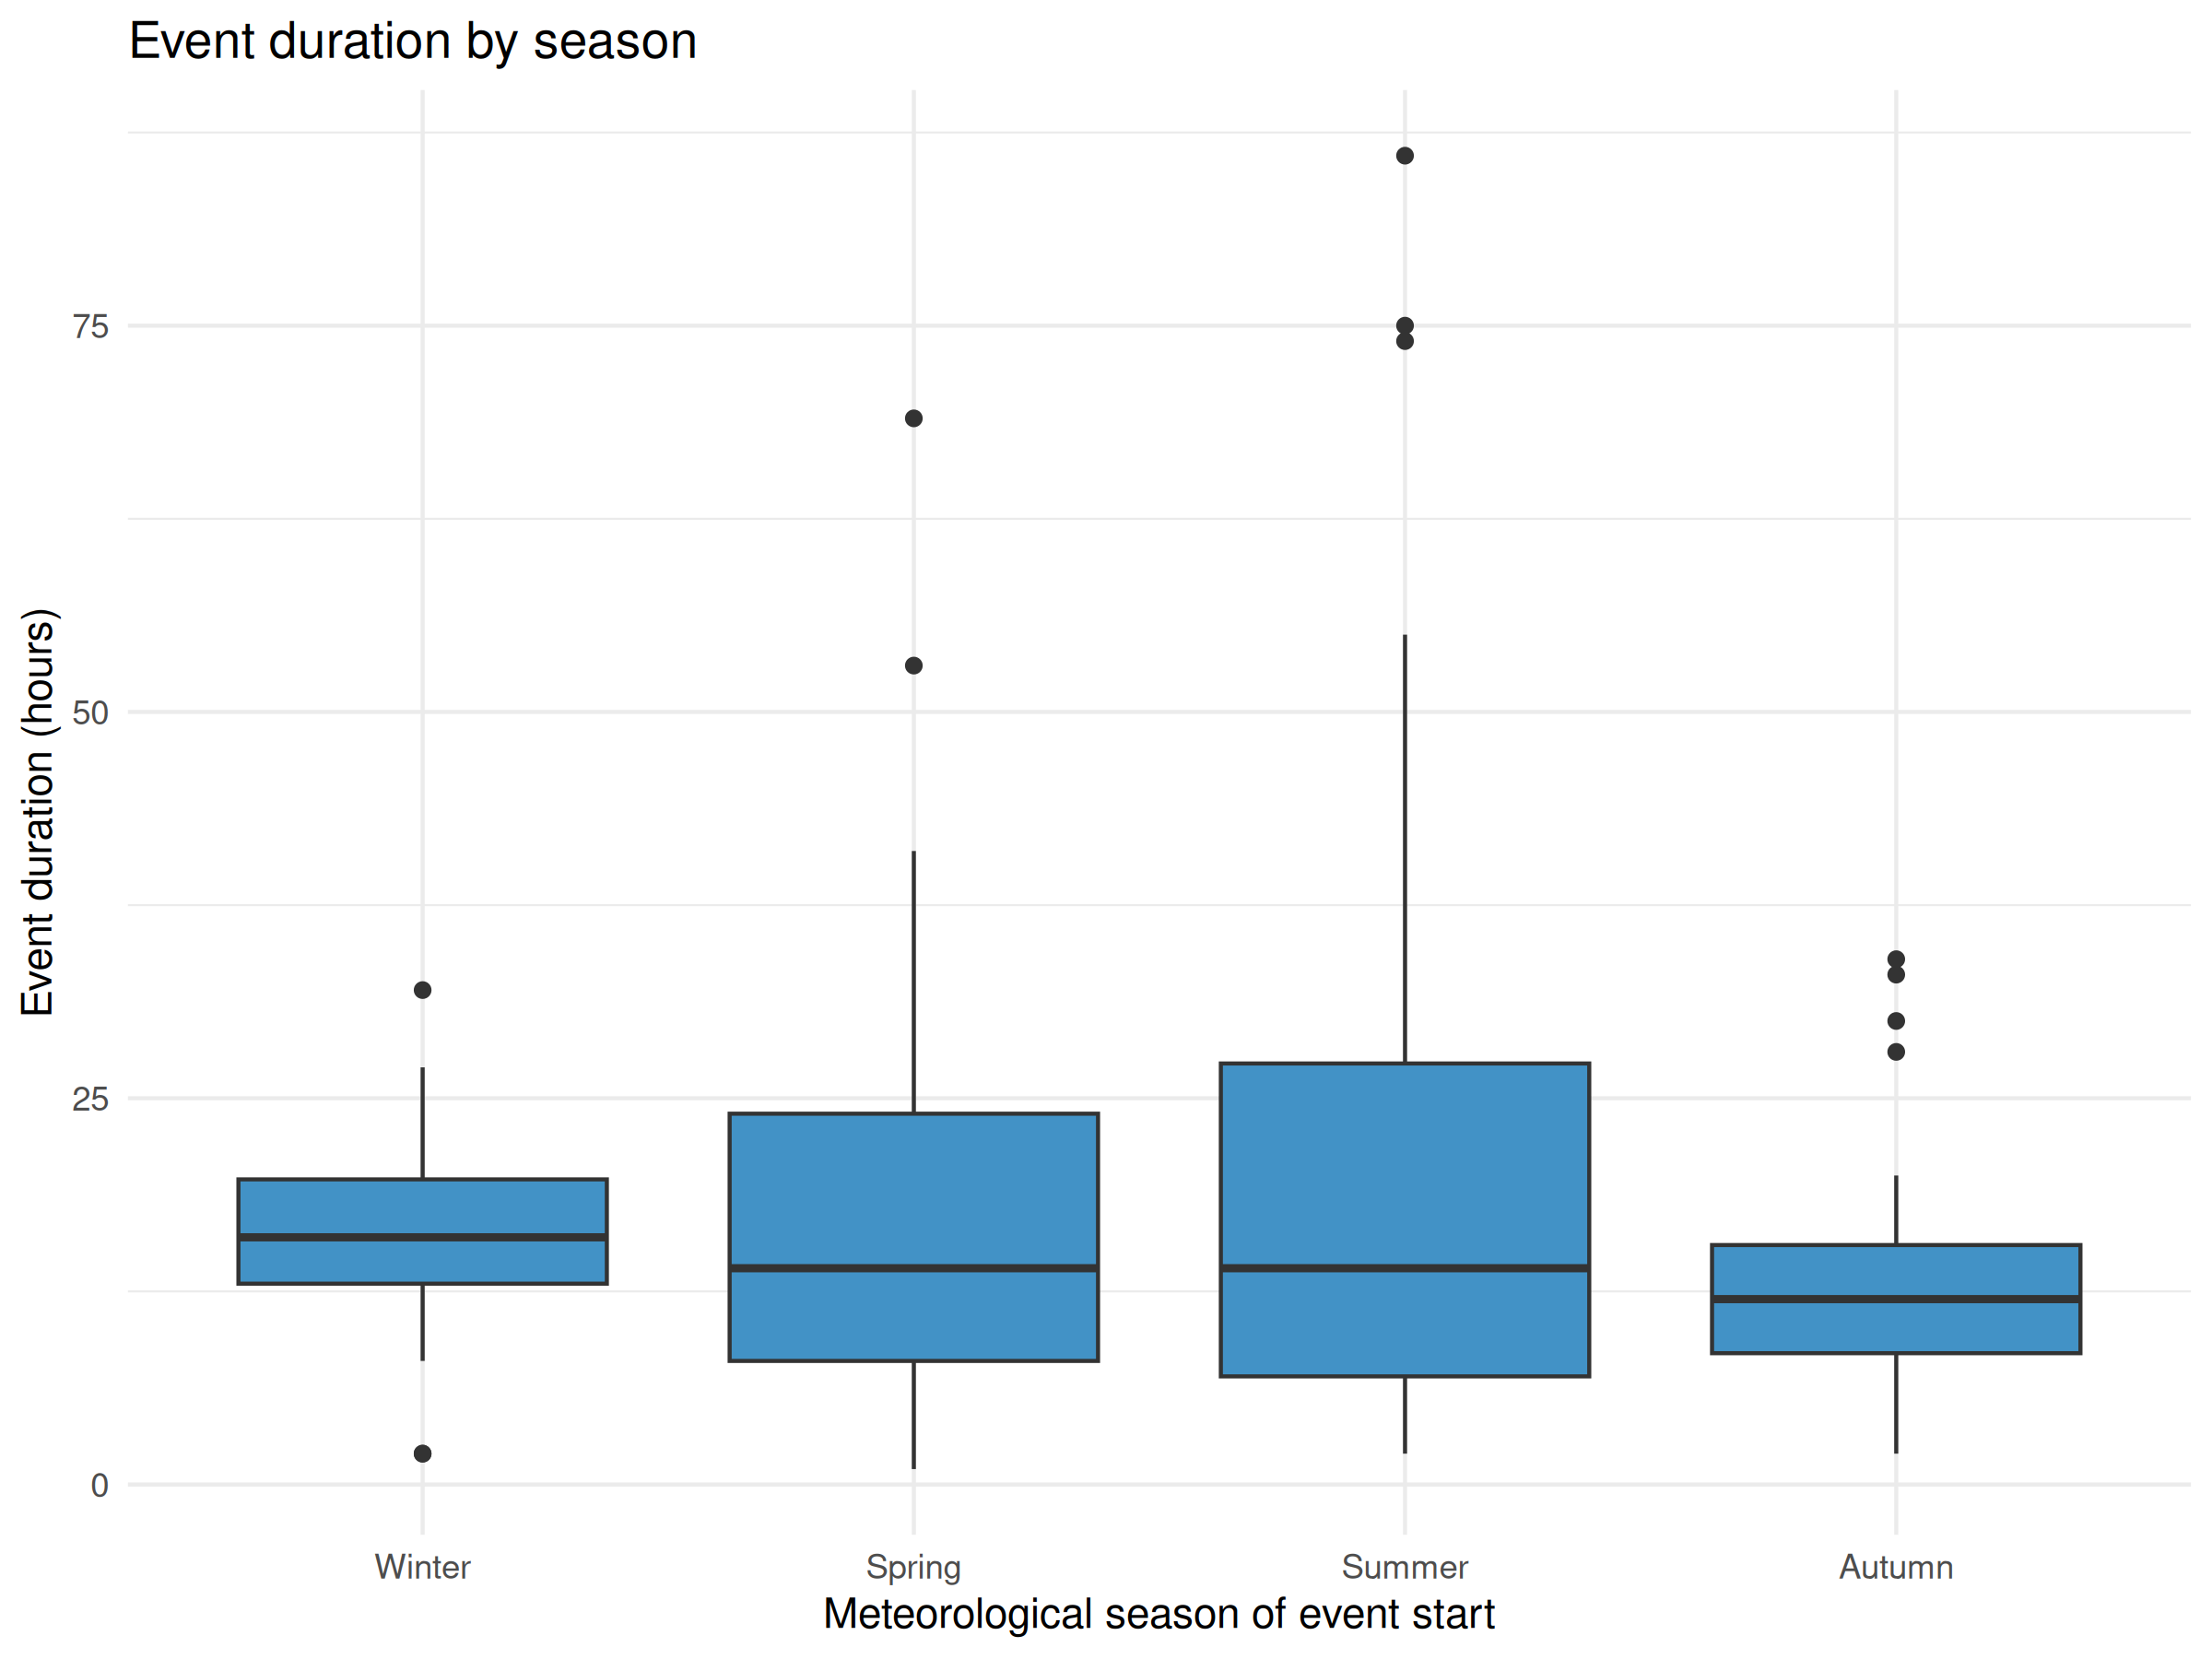 Event duration by season
Event duration (hours)
75
50
25
0
Winter Spring Summer Autumn
Meteorological season of event start